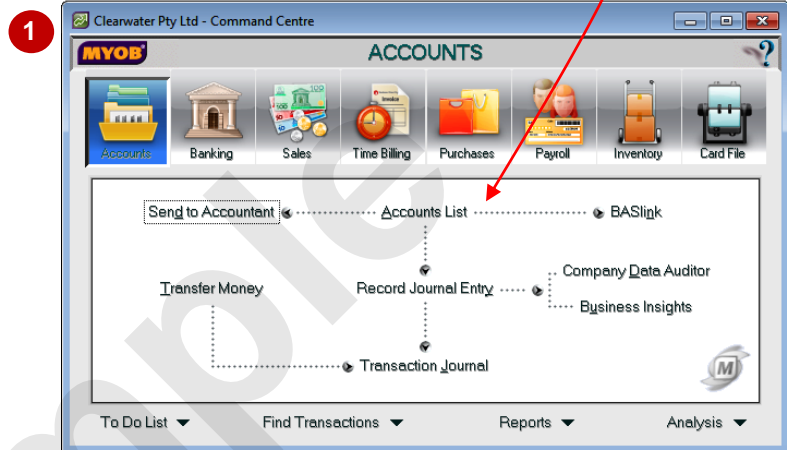 1
Clearwater Pty Ltd - Command Centre
MYOB
ACCOUNTS
?
Accounts Banking Sales Time Billing Purchases Payroll Inventory Card File
Send to Accountant Accounts List BASlink
Transfer Money Record Journal Entry Company Data Auditor
Business Insights
Transaction Journal
M
To Do List Find Transactions Reports Analysis